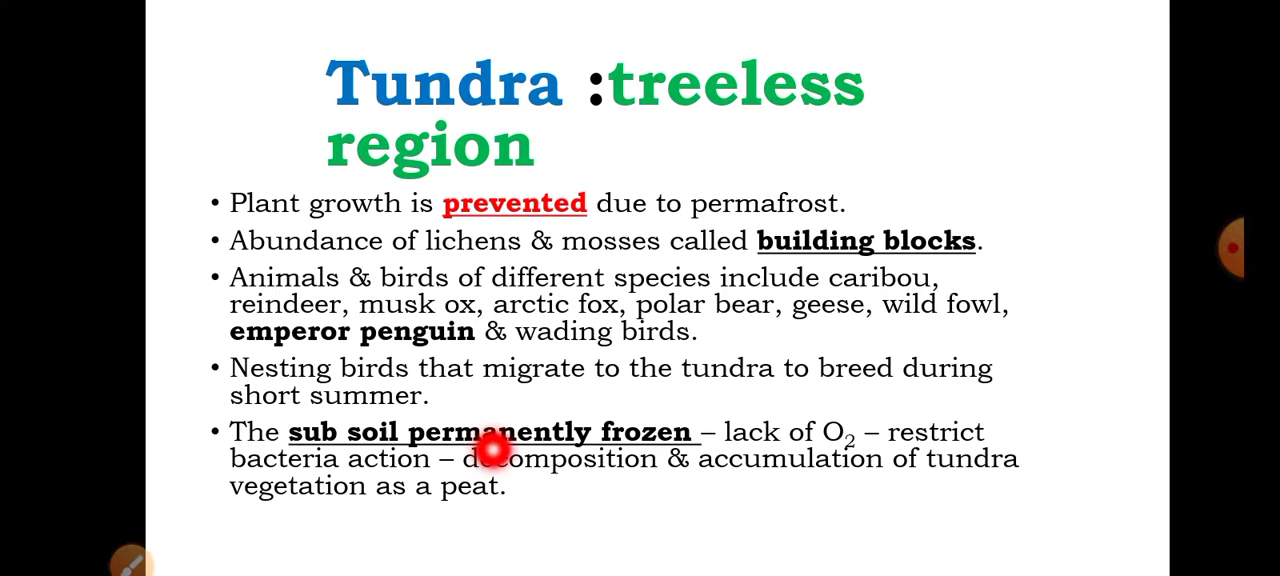 Tundra :treeless
region
• Plant growth is prevented due to permafrost.
• Abundance of lichens & mosses called building blocks.
• Animals & birds of different species include caribou,
reindeer, musk ox, arctic fox, polar bear, geese, wild fowl,
emperor penguin & wading birds.
• Nesting birds that migrate to the tundra to breed during
short summer.
• The sub soil permanently frozen – lack of O₂ – restrict
bacteria action – decomposition & accumulation of tundra
vegetation as a peat.